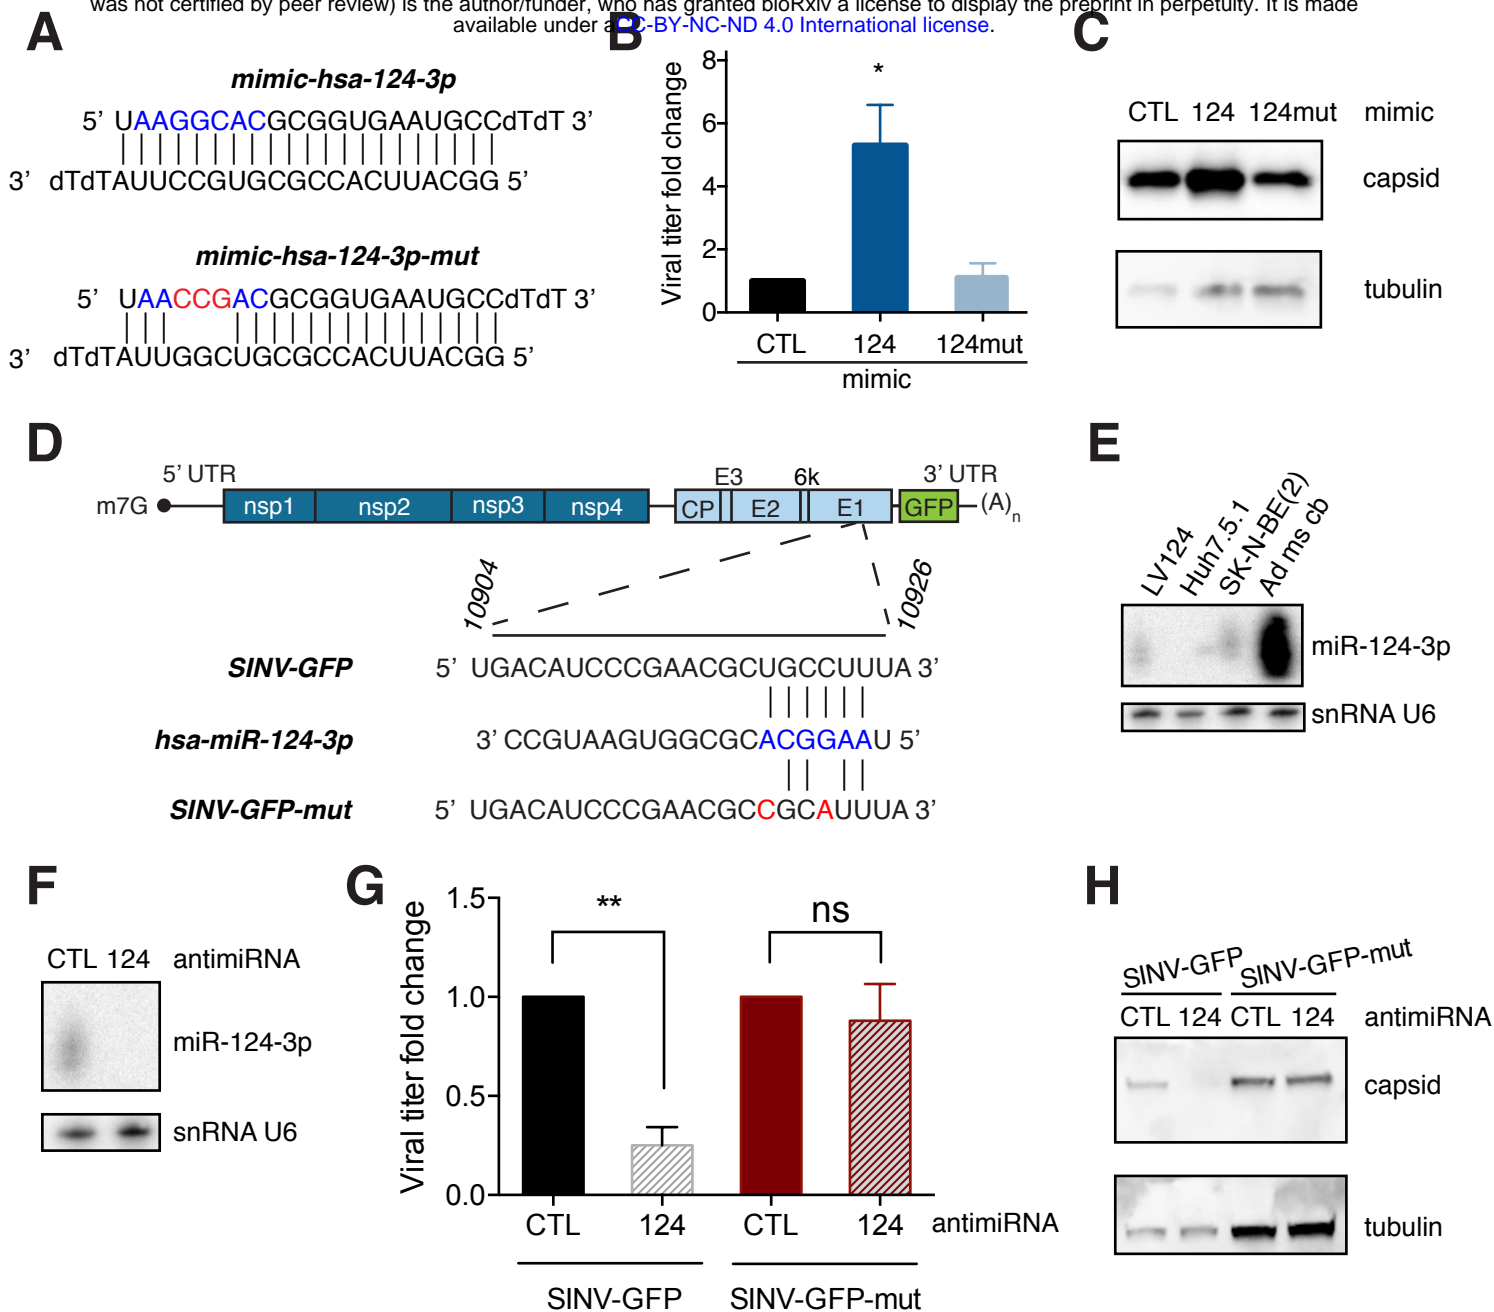 was not certified by peer review) is the author/funder, who has granted bioRxiv a license to display the preprint in perpetuity. It is made
available under aCC-BY-NC-ND 4.0 International license.
A
mimic-hsa-124-3p
5’ UAAGGCACGCGGUGAAUGCCdTdT 3’
3’ dTdTAUUCCGUGCGCCACUUACGG 5’
mimic-hsa-124-3p-mut
5’ UAACCGACGCGGUGAAUGCCdTdT 3’
3’ dTdTAUUGGCUGCGCCACUUACGG 5’
B
Viral titer fold change
8
6
4
2
0
*
CTL 124 124mut
mimic
C
CTL 124 124mut mimic
capsid
tubulin
D
5’ UTR E3 6k 3’ UTR
m7G nsp1 nsp2 nsp3 nsp4 CP E2 E1 GFP (A)n
10904 10926
SINV-GFP 5’ UGACAUCCCGAACGCUGCCUUUA 3’
hsa-miR-124-3p 3’ CCGUAAGUGGCGCACGGAAU 5’
SINV-GFP-mut 5’ UGACAUCCCGAACGCCGCAUUUA 3’
E
LV124 Huh7.5.1 SK-N-BE(2) Ad ms cb
miR-124-3p
snRNA U6
F
CTL 124 antimiRNA
miR-124-3p
snRNA U6
G
Viral titer fold change
1.5
1.0
0.5
0.0
** ns
CTL 124 CTL 124 antimiRNA
SINV-GFP SINV-GFP-mut
H
SINV-GFP SINV-GFP-mut
CTL 124 CTL 124 antimiRNA
capsid
tubulin